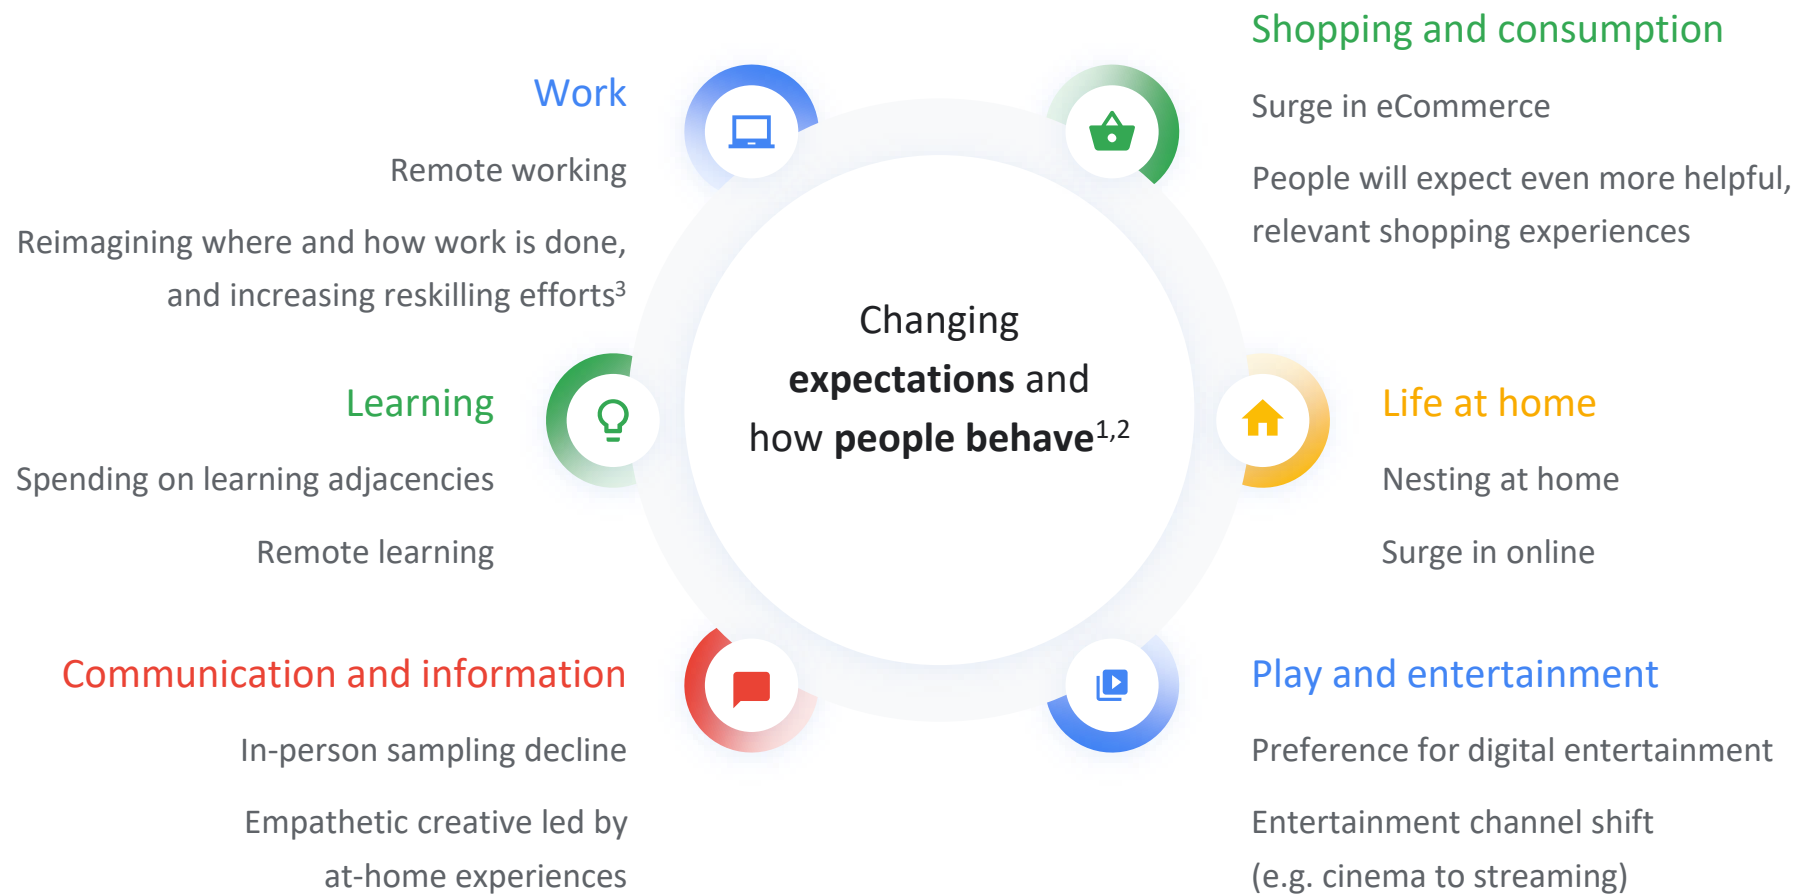 Work
Remote working
Reimagining where and how work is done,
and increasing reskilling efforts³
Learning
Spending on learning adjacencies
Remote learning
Communication and information
In-person sampling decline
Empathetic creative led by
at-home experiences
Changing
expectations and
how people behave¹,²
Shopping and consumption
Surge in eCommerce
People will expect even more helpful,
relevant shopping experiences
Life at home
Nesting at home
Surge in online
Play and entertainment
Preference for digital entertainment
Entertainment channel shift
(e.g. cinema to streaming)